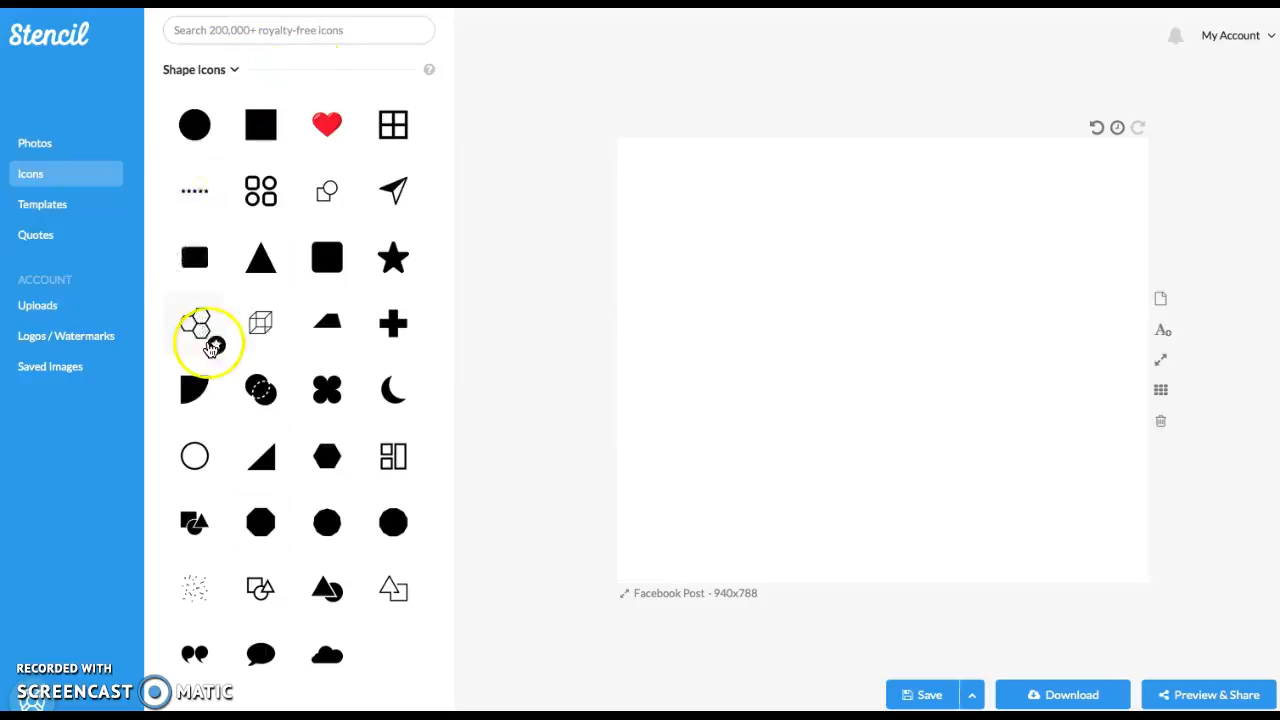 Stencil
Search 200,000+ royalty-free icons
My Account
Shape Icons
Photos
Icons
Templates
Quotes
ACCOUNT
Uploads
Logos / Watermarks
Saved Images
Facebook Post - 940x788
RECORDED WITH
SCREENCAST MATIC
Save
Download
Preview & Share